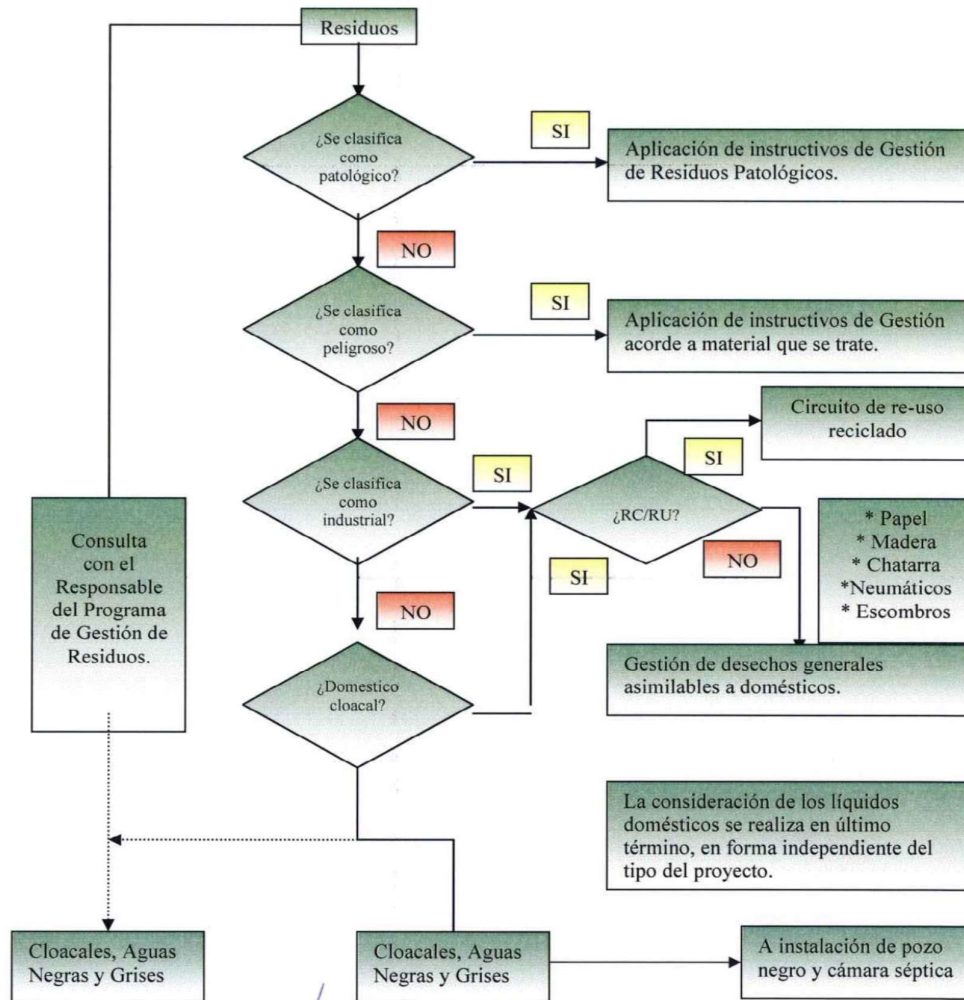 Residuos
¿Se clasifica
como
patológico?
SI
Aplicación de instructivos de Gestión
de Residuos Patológicos.
NO
¿Se clasifica
como
peligroso?
SI
Aplicación de instructivos de Gestión
acorde a material que se trate.
NO
Circuito de re-uso
reciclado
¿Se clasifica
como
industrial?
SI
¿RC/RU?
SI
* Papel
* Madera
* Chatarra
*Neumáticos
* Escombros
Consulta
con el
Responsable
del Programa
de Gestión de
Residuos.
NO
SI
NO
¿Domestico
cloacal?
Gestión de desechos generales
asimilables a domésticos.
La consideración de los líquidos
domésticos se realiza en último
término, en forma independiente del
tipo del proyecto.
Cloacales, Aguas
Negras y Grises
Cloacales, Aguas
Negras y Grises
A instalación de pozo
negro y cámara séptica